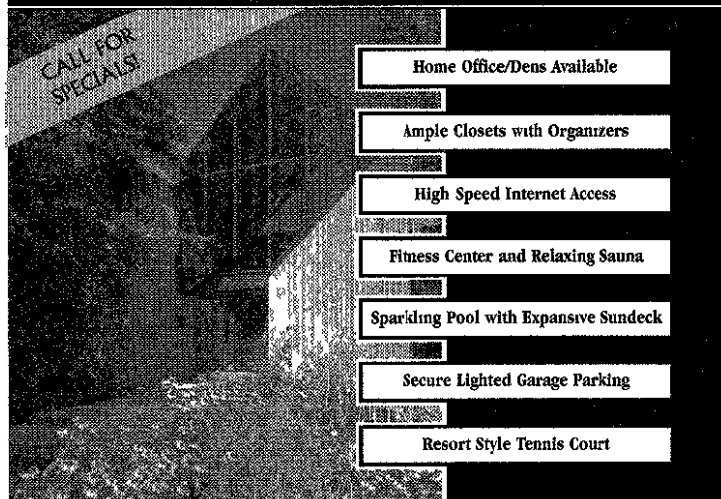 CALL FOR
SPECIALS!
Home Office/Dens Available
Ample Closets with Organizers
High Speed Internet Access
Fitness Center and Relaxing Sauna
Sparkling Pool with Expansive Sundeck
Secure Lighted Garage Parking
Resort Style Tennis Court